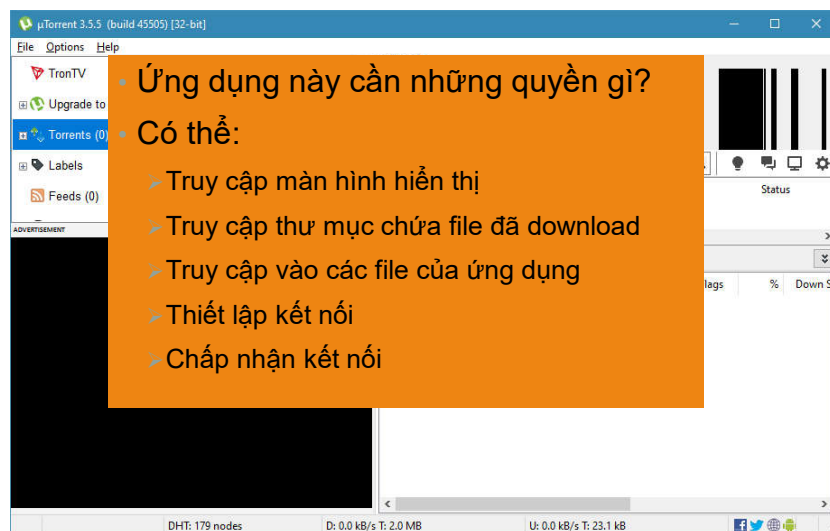 µTorrent 3.5.5 (build 45505) [32-bit]
File Options Help
TronTV
Upgrade to
Torrents (0)
Labels
Feeds (0)
ADVERTISEMENT
Ứng dụng này cần những quyền gì?
Có thể:
Truy cập màn hình hiển thị
Truy cập thư mục chứa file đã download
Truy cập vào các file của ứng dụng
Thiết lập kết nối
Chấp nhận kết nối
Status
% Down S
DHT: 179 nodes D: 0.0 kB/s T: 2.0 MB U: 0.0 kB/s T: 23.1 kB